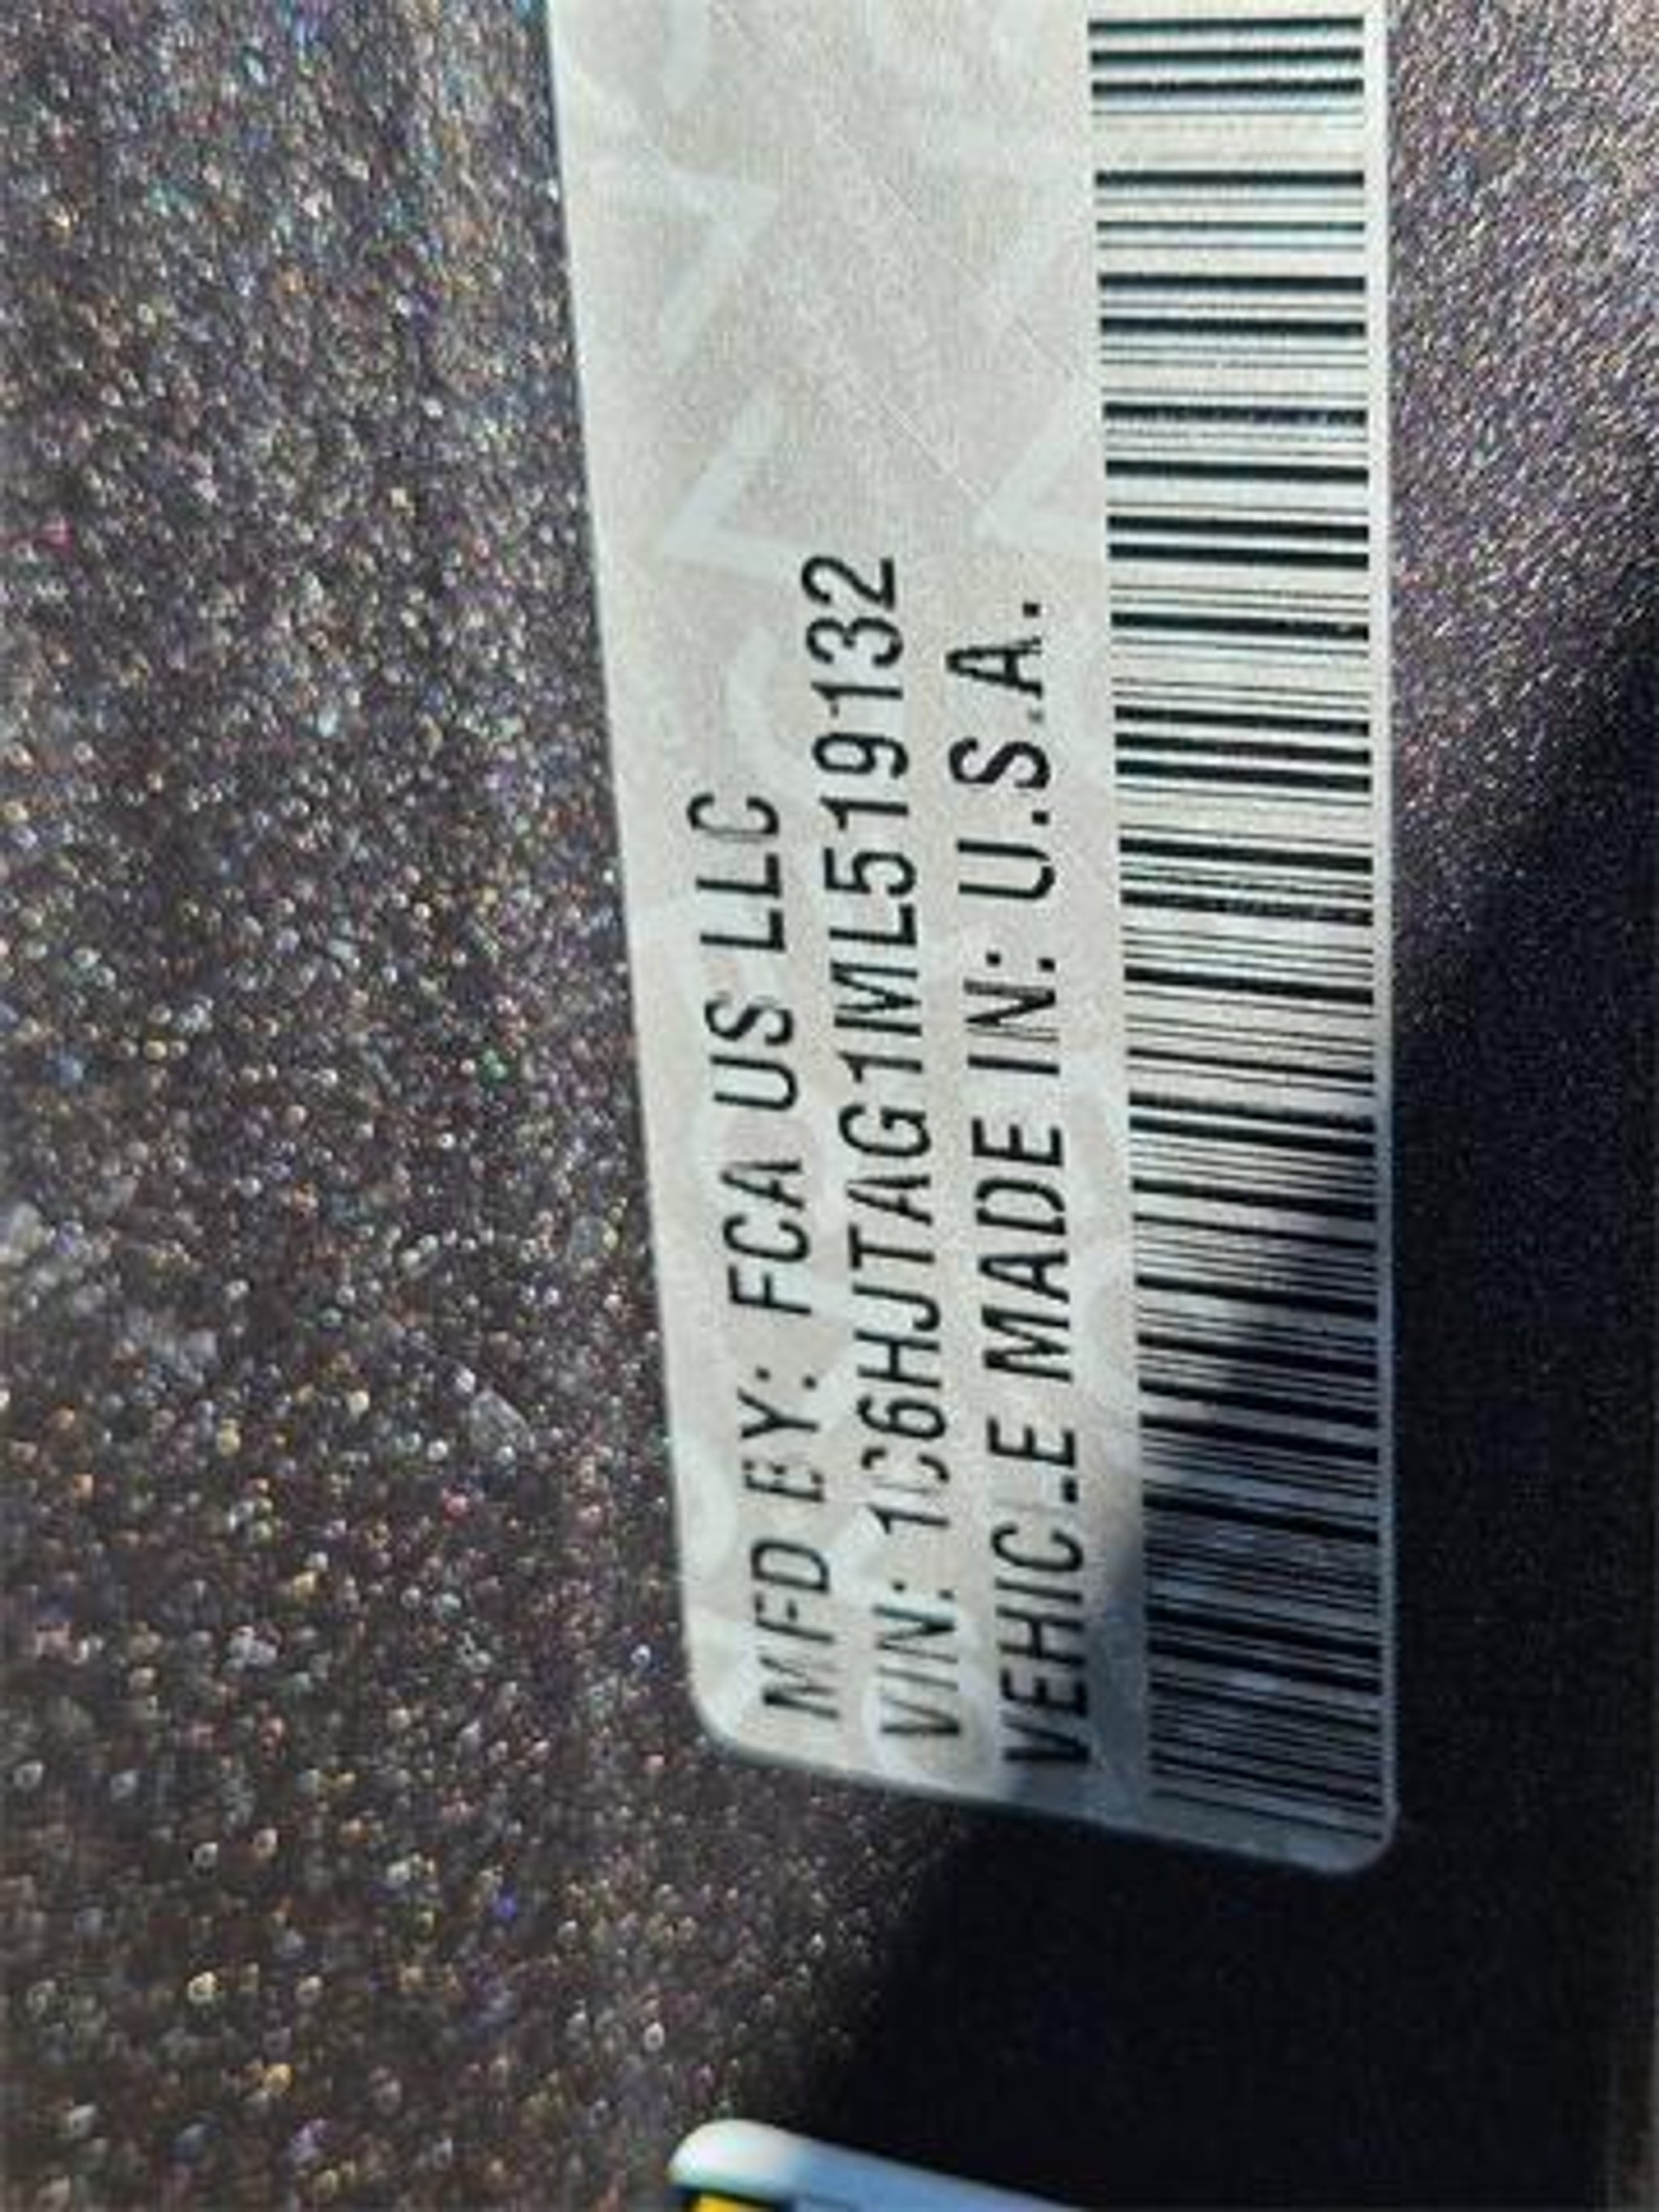 MFD BY: FCA US LLC
VIN: 1C6HJTAG1ML519132
VEHICLE MADE IN: U.S.A.